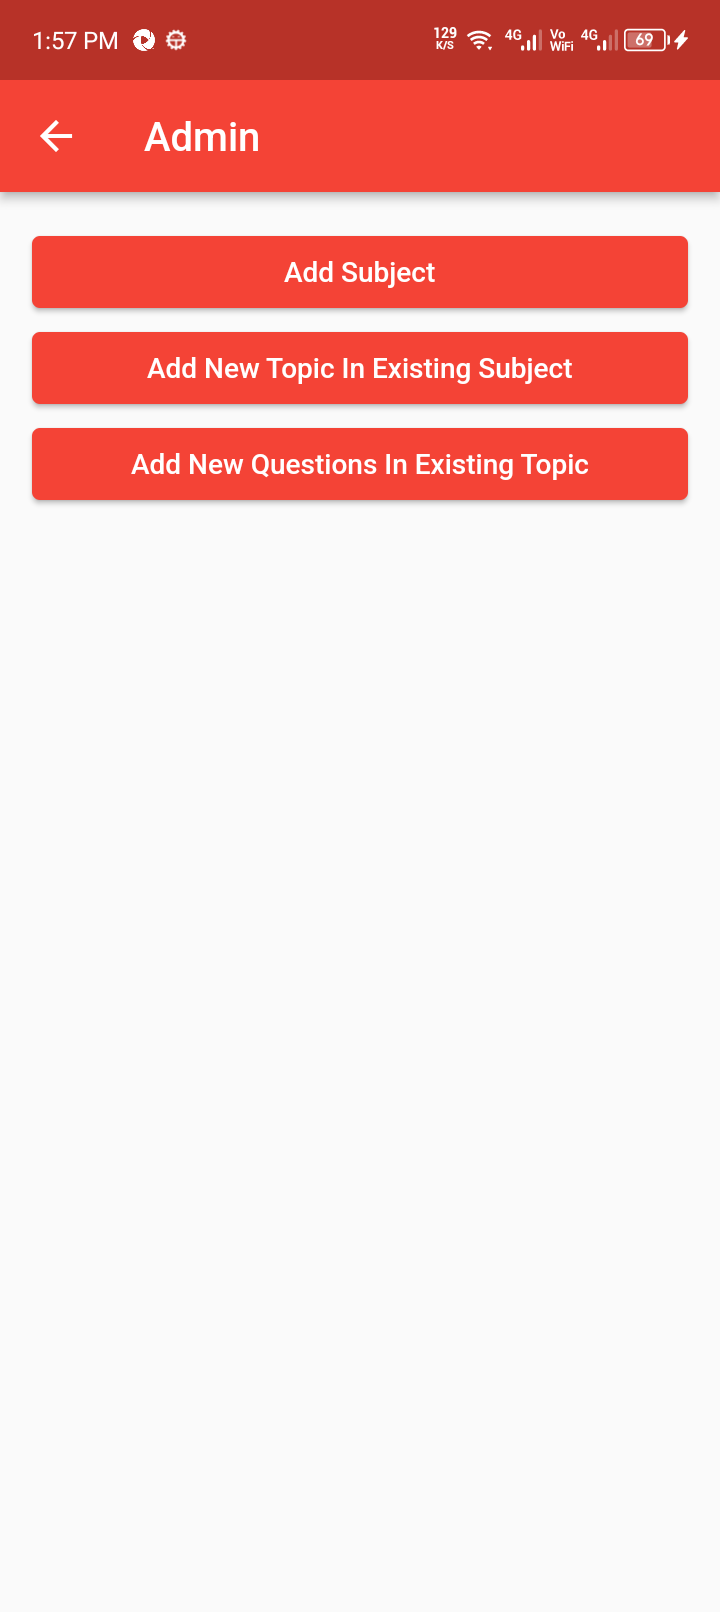 1:57 PM 129 K/S 4G Vo WiFi 4G 69
Admin
Add Subject
Add New Topic In Existing Subject
Add New Questions In Existing Topic